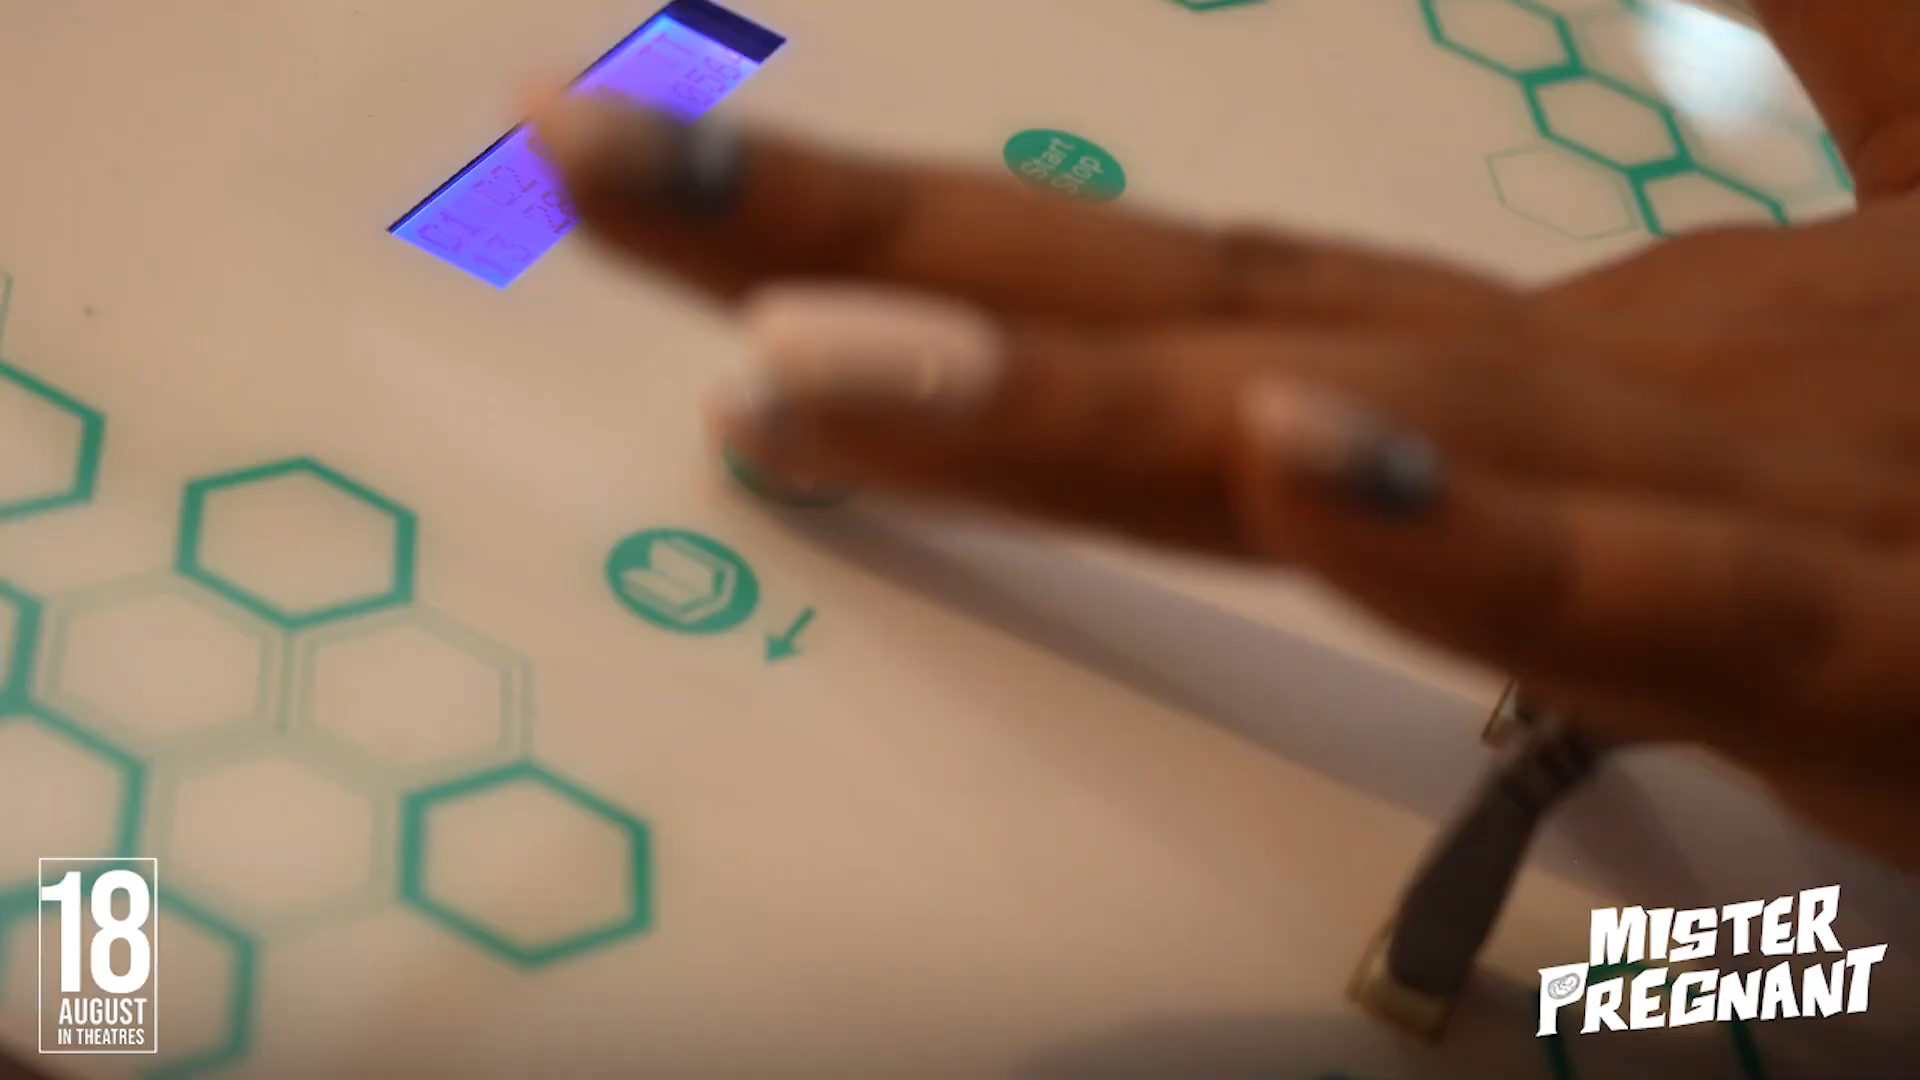 Start
Stop
18
AUGUST
IN THEATRES
MISTER
PREGNANT